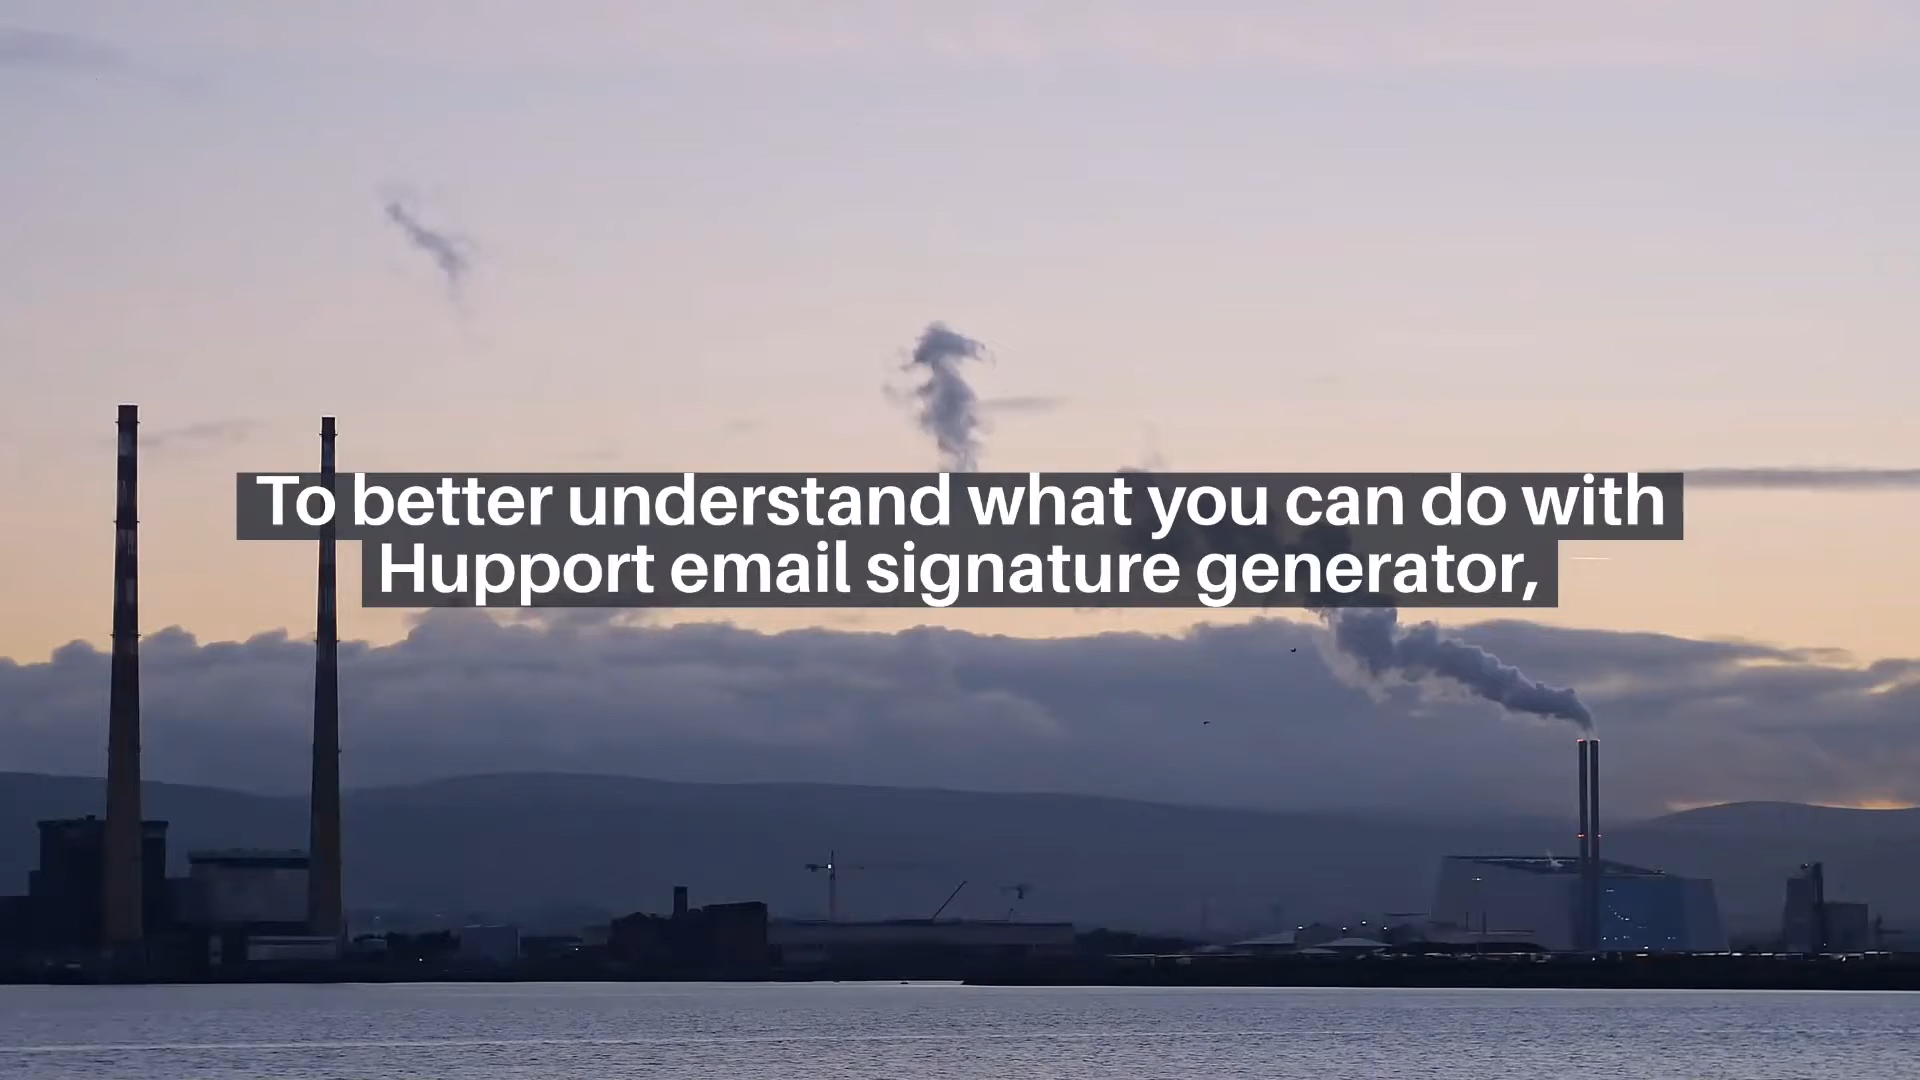 To better understand what you can do with
Hupport email signature generator,